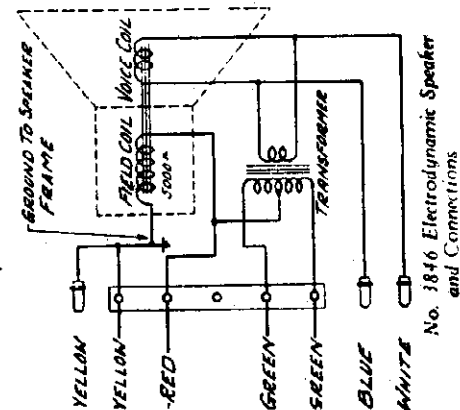 GROUND TO SPEAKER
FRAME
FIELD COIL
5000 Ω
VOICE COIL
TRANSFORMER
YELLOW
YELLOW
-RED
GREEN
GREEN
BLUE
WHITE
No. 3846 Electrodynamic Speaker
and Connections